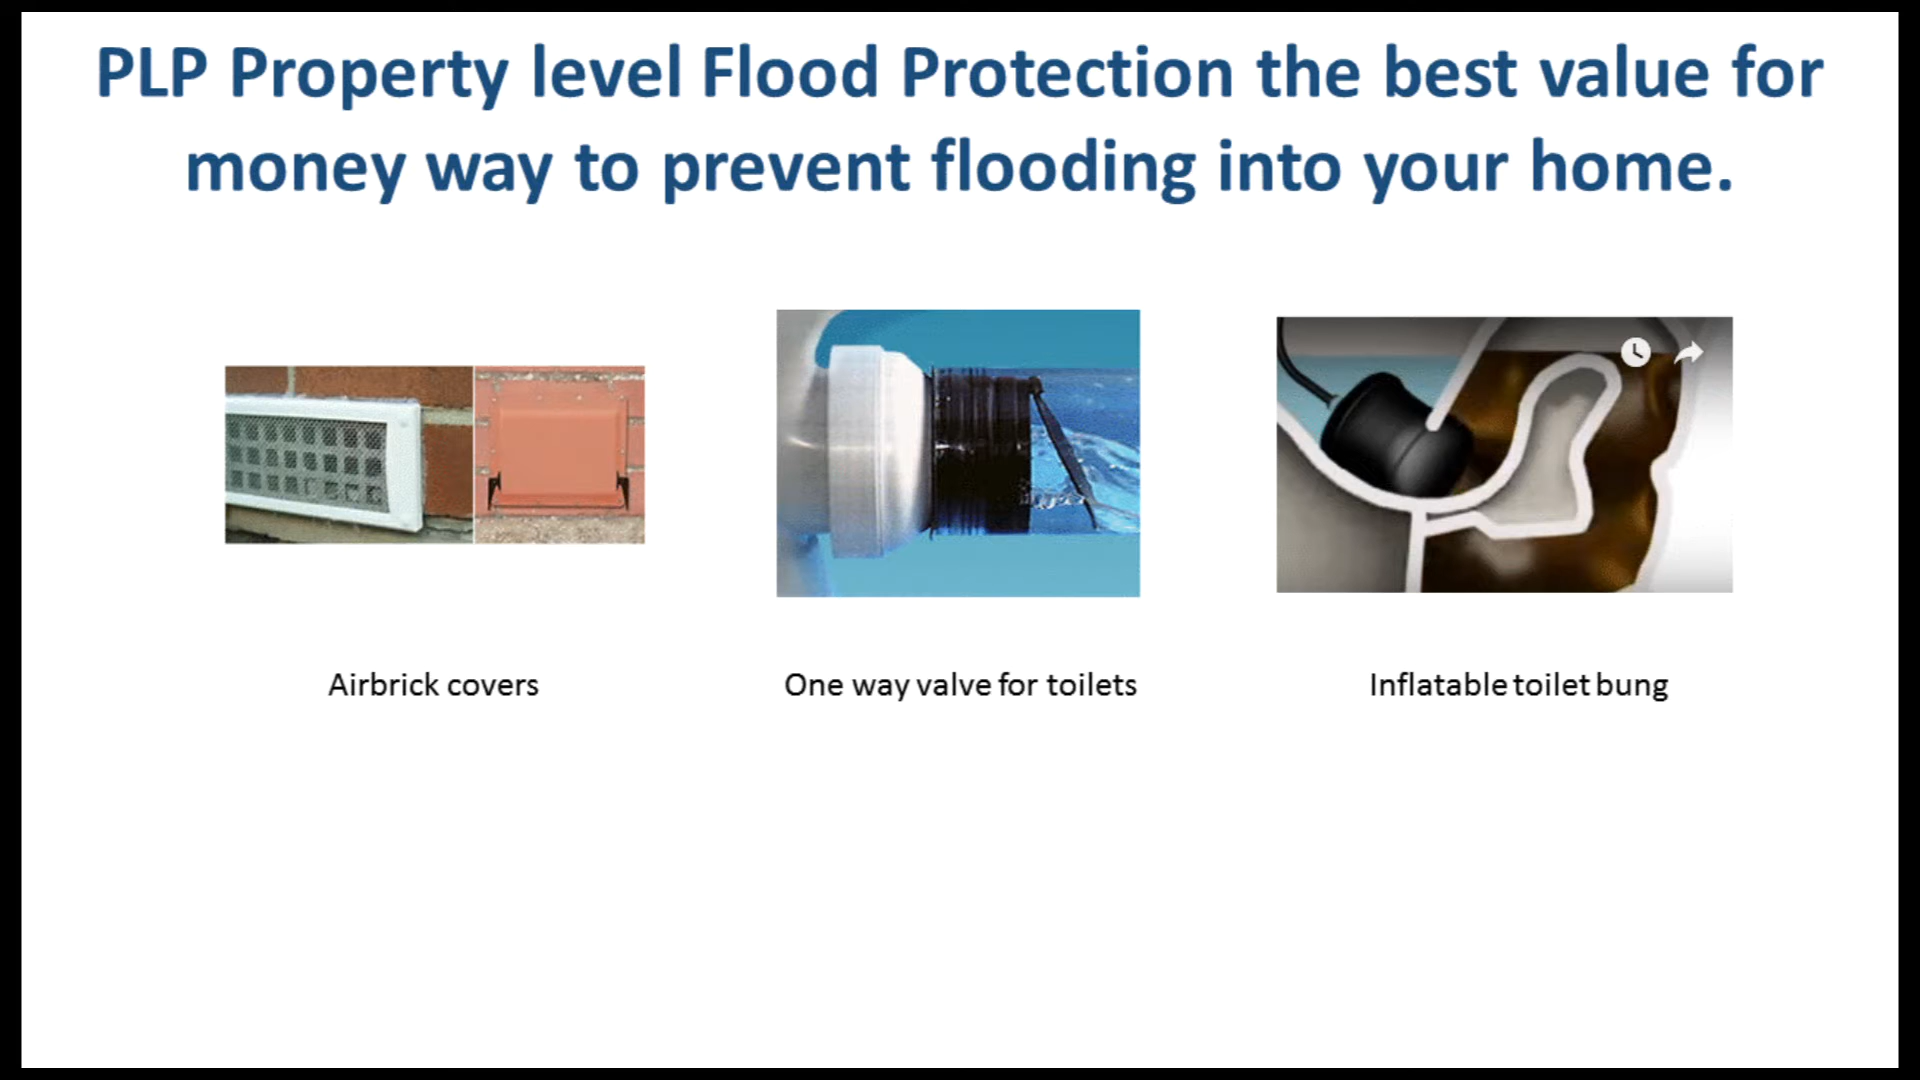 PLP Property level Flood Protection the best value for
money way to prevent flooding into your home.
Airbrick covers
One way valve for toilets
Inflatable toilet bung